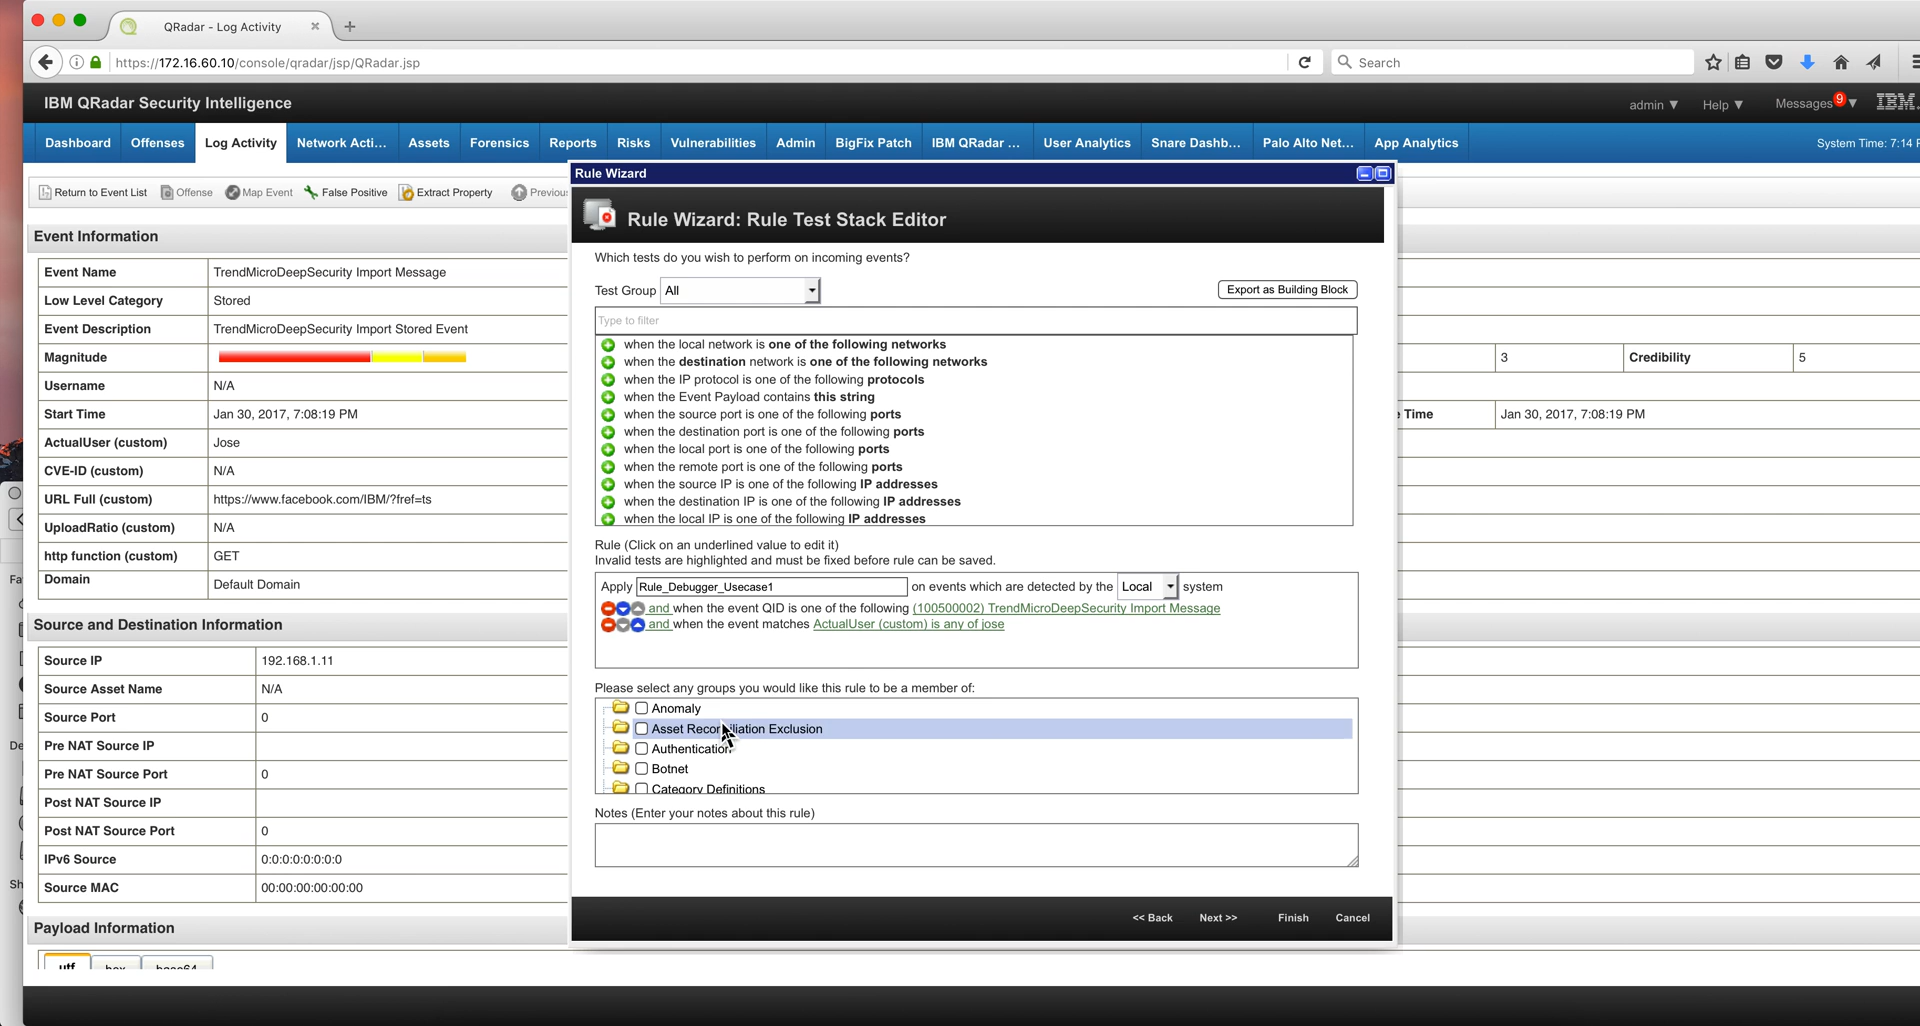 QRadar - Log Activity
https://172.16.60.10/console/qradar/jsp/QRadar.jsp
Search
IBM QRadar Security Intelligence
admin ▼ Help ▼ Messages 9 ▼ IBM.
Dashboard Offenses Log Activity Network Acti... Assets Forensics Reports Risks Vulnerabilities Admin BigFix Patch IBM QRadar ... User Analytics Snare Dashb... Palo Alto Net... App Analytics System Time: 7:14
Return to Event List Offense Map Event False Positive Extract Property Previou
Event Information
Event Name TrendMicroDeepSecurity Import Message
Low Level Category Stored
Event Description TrendMicroDeepSecurity Import Stored Event
Magnitude 3 Credibility 5
Username N/A
Start Time Jan 30, 2017, 7:08:19 PM Time Jan 30, 2017, 7:08:19 PM
ActualUser (custom) Jose
CVE-ID (custom) N/A
URL Full (custom) https://www.facebook.com/IBM/?fref=ts
UploadRatio (custom) N/A
http function (custom) GET
Domain Default Domain
Source and Destination Information
Source IP 192.168.1.11
Source Asset Name N/A
Source Port 0
Pre NAT Source IP
Pre NAT Source Port 0
Post NAT Source IP
Post NAT Source Port 0
IPv6 Source 0:0:0:0:0:0:0:0
Source MAC 00:00:00:00:00:00
Payload Information
utf hex base64
Rule Wizard
Rule Wizard: Rule Test Stack Editor
Which tests do you wish to perform on incoming events?
Test Group All Export as Building Block
Type to filter
when the local network is one of the following networks
when the destination network is one of the following networks
when the IP protocol is one of the following protocols
when the Event Payload contains this string
when the source port is one of the following ports
when the destination port is one of the following ports
when the local port is one of the following ports
when the remote port is one of the following ports
when the source IP is one of the following IP addresses
when the destination IP is one of the following IP addresses
when the local IP is one of the following IP addresses
Rule (Click on an underlined value to edit it)
Invalid tests are highlighted and must be fixed before rule can be saved.
Apply Rule_Debugger_Usecase1 on events which are detected by the Local system
and when the event QID is one of the following (100500002) TrendMicroDeepSecurity Import Message
and when the event matches ActualUser (custom) is any of jose
Please select any groups you would like this rule to be a member of:
Anomaly
Asset Reconciliation Exclusion
Authentication
Botnet
Category Definitions
Notes (Enter your notes about this rule)
<< Back Next >> Finish Cancel
Fa
De
Sh